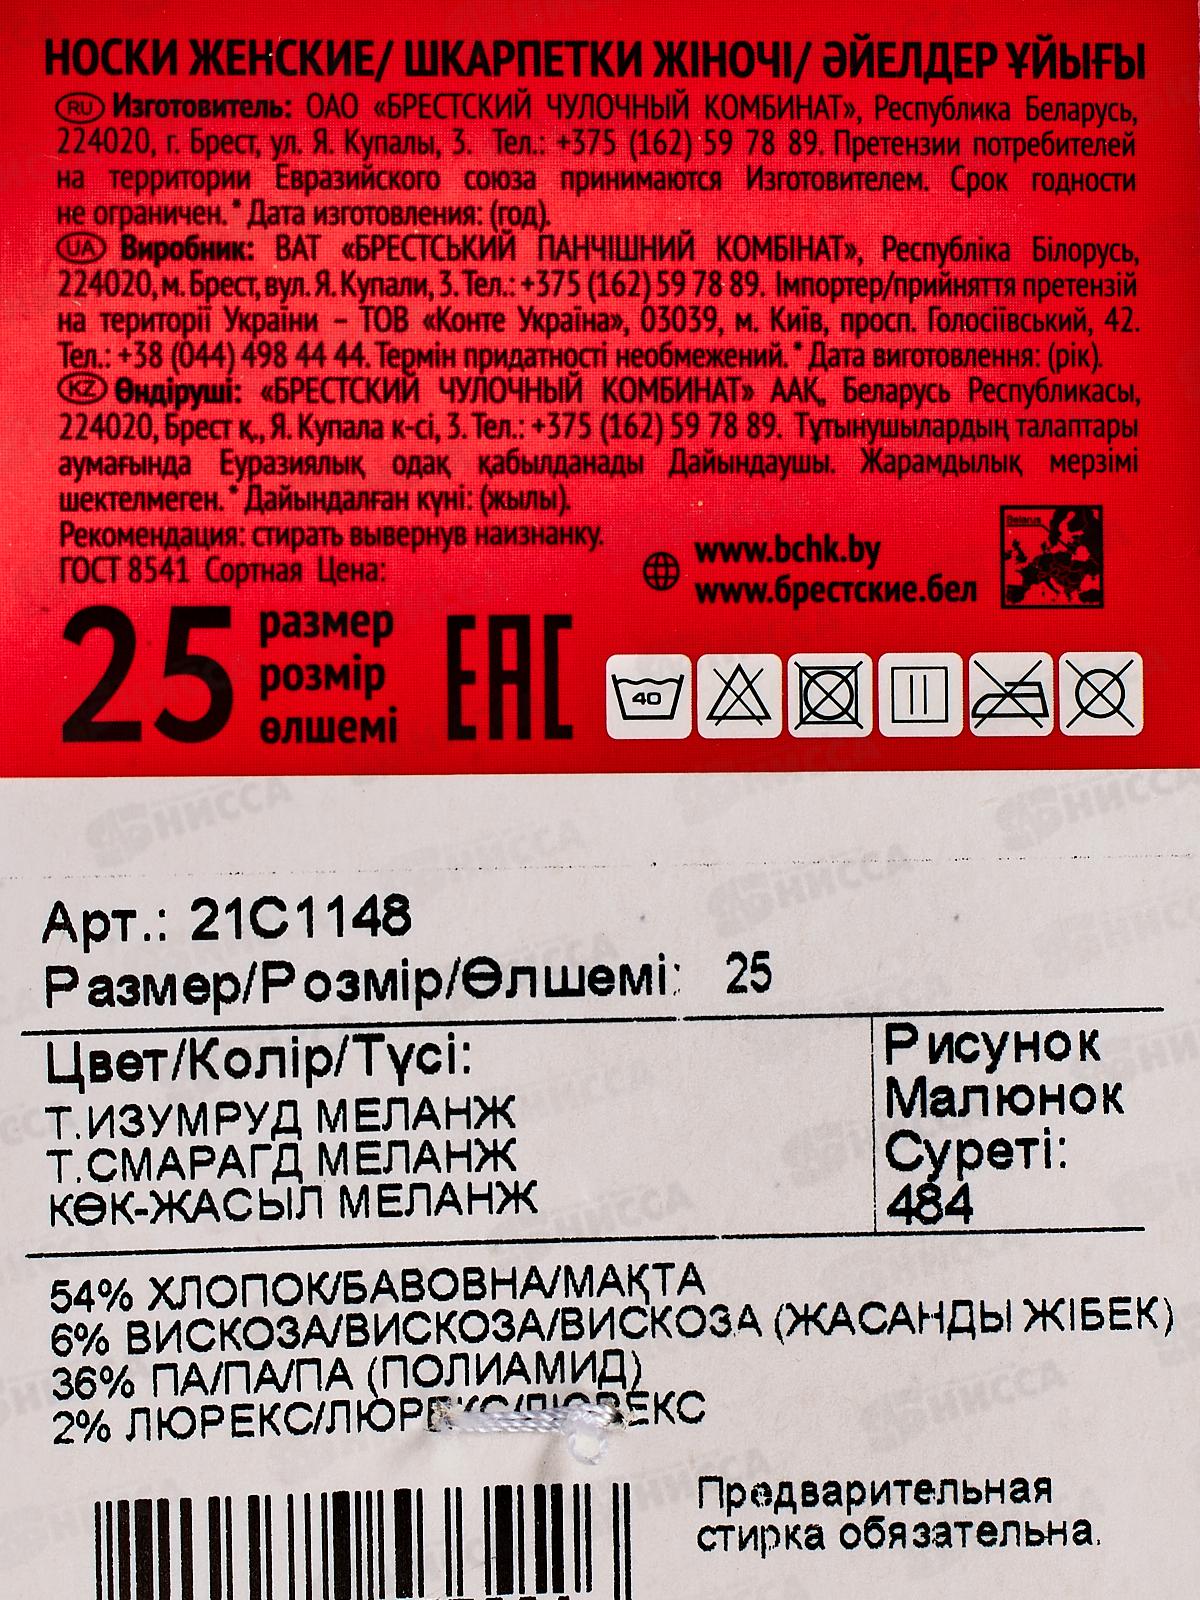 НОСКИ ЖЕНСКИЕ/ ШКАРПЕТКИ ЖІНОЧІ/ ӘЙЕЛДЕР ҰЙЫҒЫ
RU Изготовитель: ОАО «БРЕСТСКИЙ ЧУЛОЧНЫЙ КОМБИНАТ», Республика Беларусь,
224020, г. Брест, ул. Я. Купалы, 3. Тел.: +375 (162) 59 78 89. Претензии потребителей
на территории Евразийского союза принимаются Изготовителем. Срок годности
не ограничен. * Дата изготовления: (год).
UA Виробник: ВАТ «БРЕСТСЬКИЙ ПАНЧІШНИЙ КОМБІНАТ», Республіка Білорусь,
224020, м. Брест, вул. Я. Купали, 3. Тел.: +375 (162) 59 78 89. Імпортер/прийняття претензій
на території України – ТОВ «Конте Україна», 03039, м. Київ, просп. Голосіївський, 42.
Тел.: +38 (044) 498 44 44. Термін придатності необмежений. * Дата виготовлення: (рік).
KZ Өндіруші: «БРЕСТСКИЙ ЧУЛОЧНЫЙ КОМБИНАТ» ААҚ, Беларусь Республикасы,
224020, Брест қ., Я. Купала к-сі, 3. Тел.: +375 (162) 59 78 89. Тұтынушылардың талаптары
аумағында Еуразиялық одақ қабылданады Дайындаушы. Жарамдылық мерзімі
шектелмеген. * Дайындалған күні: (жылы).
Рекомендация: стирать вывернув наизнанку.
ГОСТ 8541 Сортная Цена:
www.bchk.by
www.брестские.бел
Belarus
25 размер
розмір
өлшемі
EAC
40
Арт.: 21С1148
Размер/Розмір/Өлшемі: 25
Цвет/Колір/Түсі:
Т.ИЗУМРУД МЕЛАНЖ
Т.СМАРАГД МЕЛАНЖ
КӨК-ЖАСЫЛ МЕЛАНЖ
Рисунок
Малюнок
Суреті:
484
54% ХЛОПОК/БАВОВНА/МАҚТА
6% ВИСКОЗА/ВИСКОЗА/ВИСКОЗА (ЖАСАНДЫ ЖІБЕК)
36% ПА/ПА/ПА (ПОЛИАМИД)
2% ЛЮРЕКС/ЛЮРЕКС/ЛЮРЕКС
Предварительная
стирка обязательна.
БНИССА